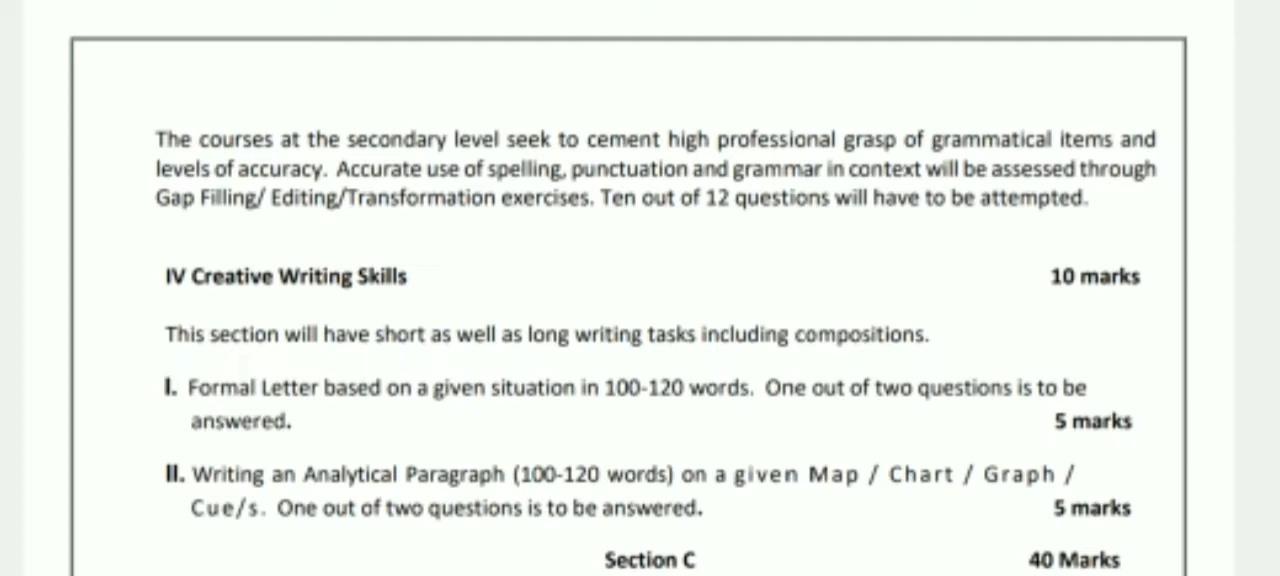 The courses at the secondary level seek to cement high professional grasp of grammatical items and
levels of accuracy. Accurate use of spelling, punctuation and grammar in context will be assessed through
Gap Filling/ Editing/Transformation exercises. Ten out of 12 questions will have to be attempted.
IV Creative Writing Skills 10 marks
This section will have short as well as long writing tasks including compositions.
I. Formal Letter based on a given situation in 100-120 words. One out of two questions is to be
answered. 5 marks
II. Writing an Analytical Paragraph (100-120 words) on a given Map / Chart / Graph /
Cue/s. One out of two questions is to be answered. 5 marks
Section C 40 Marks